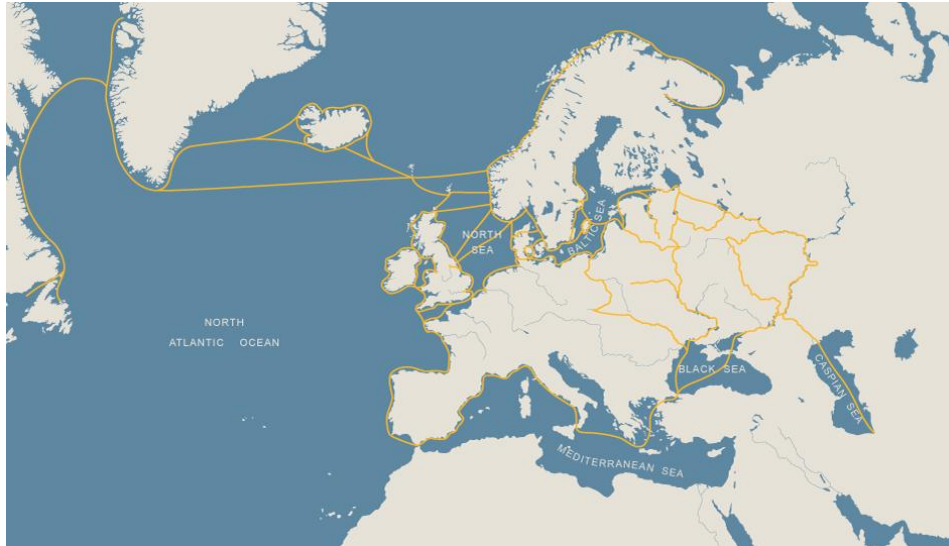 NORTH
SEA
BALTIC SEA
NORTH
ATLANTIC OCEAN
BLACK SEA
CASPIAN SEA
MEDITERRANEAN SEA